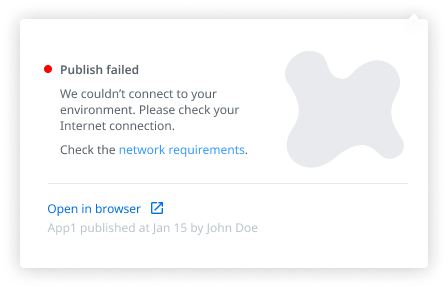 Publish failed
We couldn’t connect to your
environment. Please check your
Internet connection.
Check the network requirements.
Open in browser
App1 published at Jan 15 by John Doe